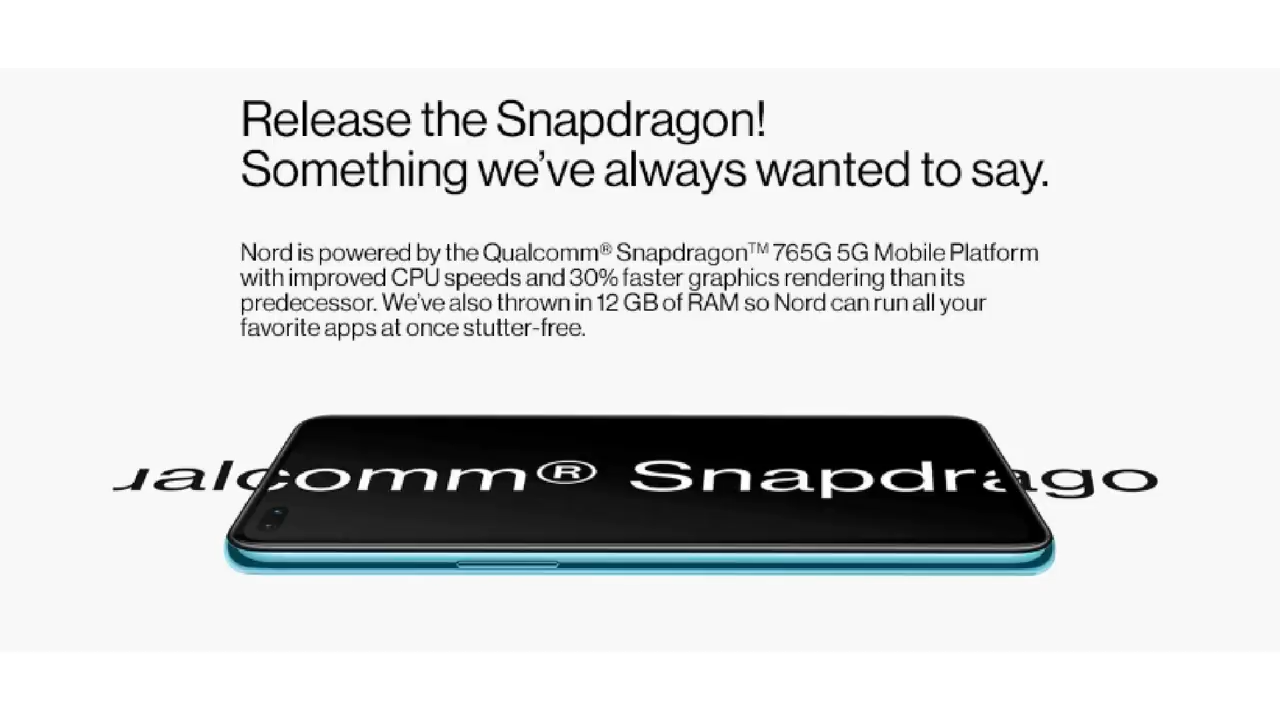 Release the Snapdragon!
Something we've always wanted to say.
Nord is powered by the Qualcomm® Snapdragon™ 765G 5G Mobile Platform
with improved CPU speeds and 30% faster graphics rendering than its
predecessor. We've also thrown in 12 GB of RAM so Nord can run all your
favorite apps at once stutter-free.
ualcomm® Snapdrago